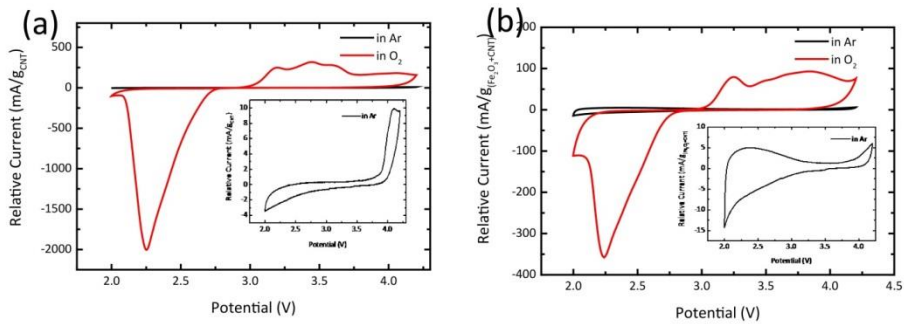 (a)
in Ar
in O2
500
0
-500
-1000
-1500
-2000
Relative Current (mA/gCNT)
2.0 2.5 3.0 3.5 4.0
Potential (V)
in Ar
10
8
6
4
2
0
-2
-4
Relative Current (mA/g
2.0 2.5 3.0 3.5 4.0
Potential (V)
(b)
in Ar
in O2
200
100
0
-100
-200
-300
-400
Relative Current (mA/g(Fe2O3+CNT)
2.0 2.5 3.0 3.5 4.0 4.5
Potential (V)
in Ar
10
5
0
-5
-10
-15
Relative Current (mA/g
2.0 2.5 3.0 3.5 4.0
Potential (V)